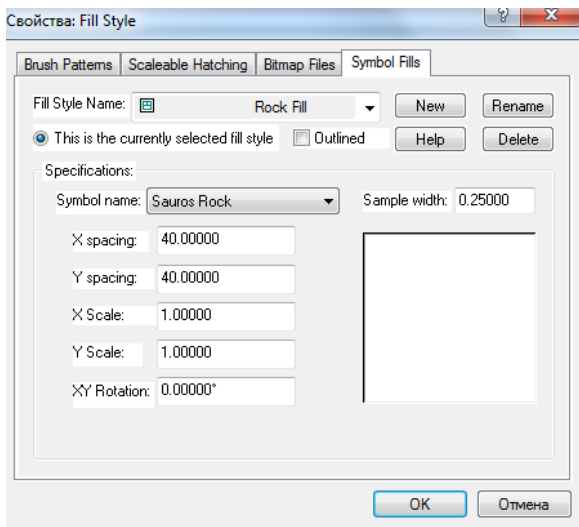 Свойства: Fill Style
Brush Patterns Scaleable Hatching Bitmap Files Symbol Fills
Fill Style Name: Rock Fill New Rename
This is the currently selected fill style Outlined Help Delete
Specifications:
Symbol name: Sauros Rock Sample width: 0.25000
X spacing: 40.00000
Y spacing: 40.00000
X Scale: 1.00000
Y Scale: 1.00000
XY Rotation: 0.00000°
OK Отмена